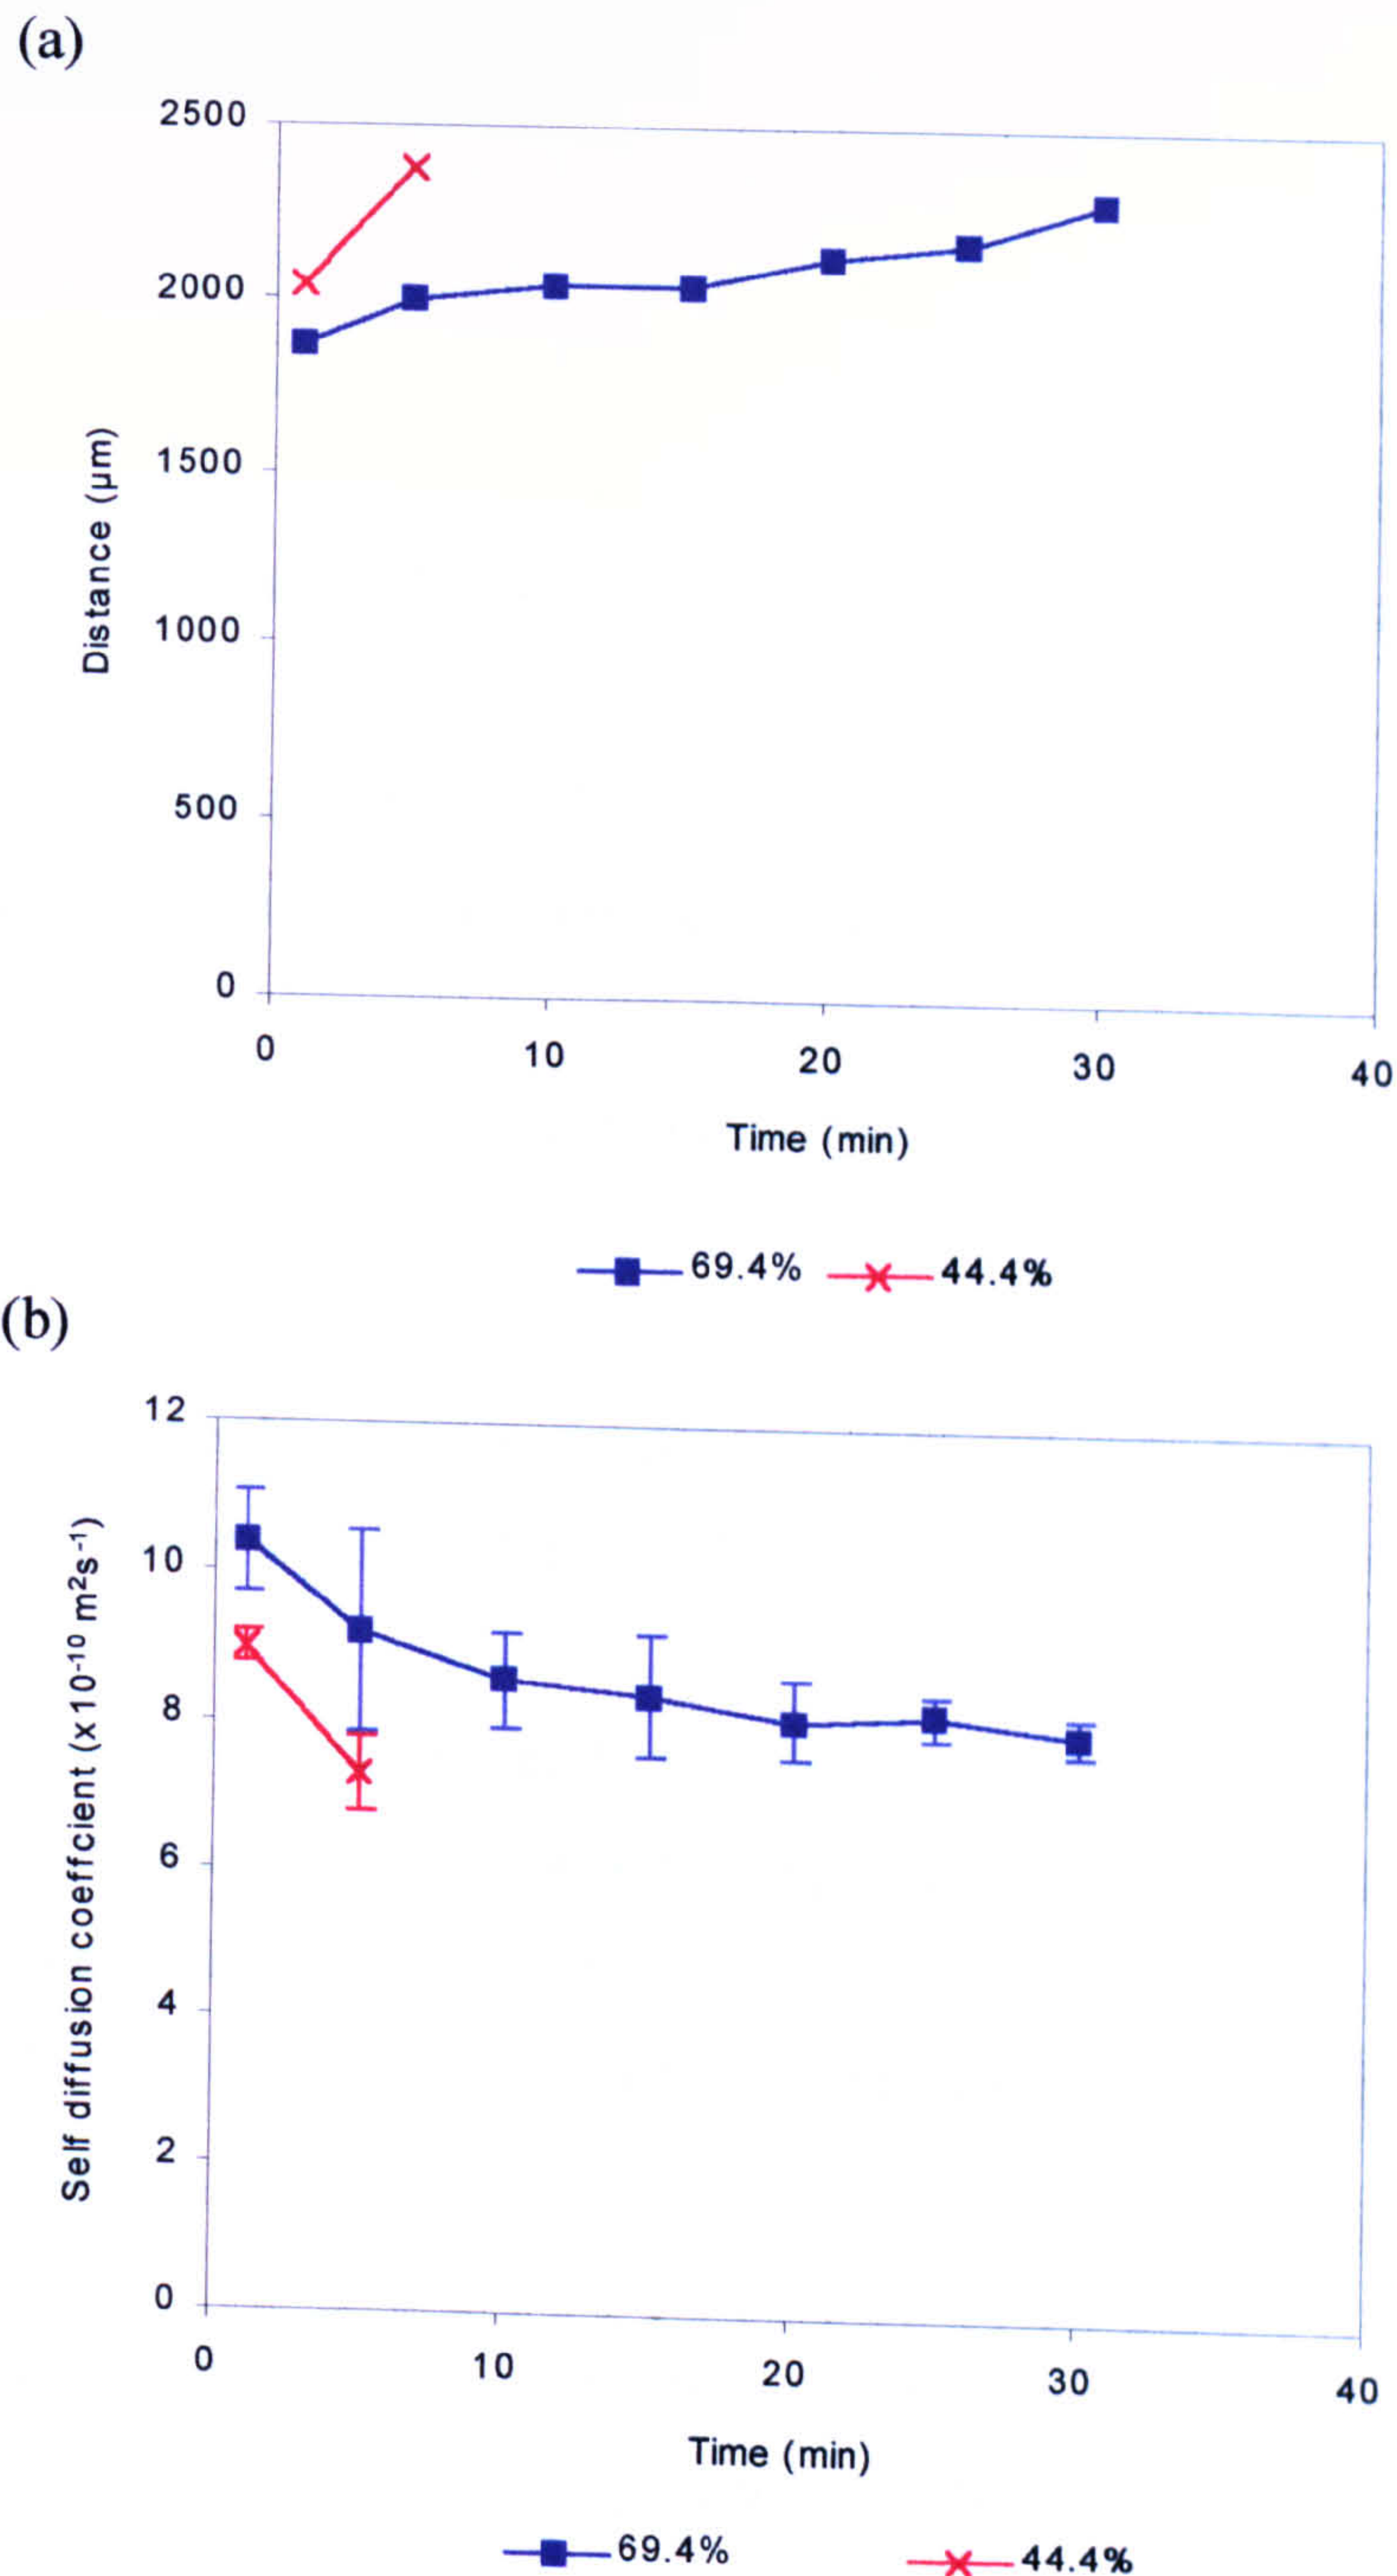 (a)
2500
2000
1500
1000
500
0
Distance (µm)
0 10 20 30 40
Time (min)
69.4% 44.4%
(b)
12
10
8
6
4
2
0
Self diffusion coeffcient (x10⁻¹⁰ m²s⁻¹)
0 10 20 30 40
Time (min)
69.4% 44.4%